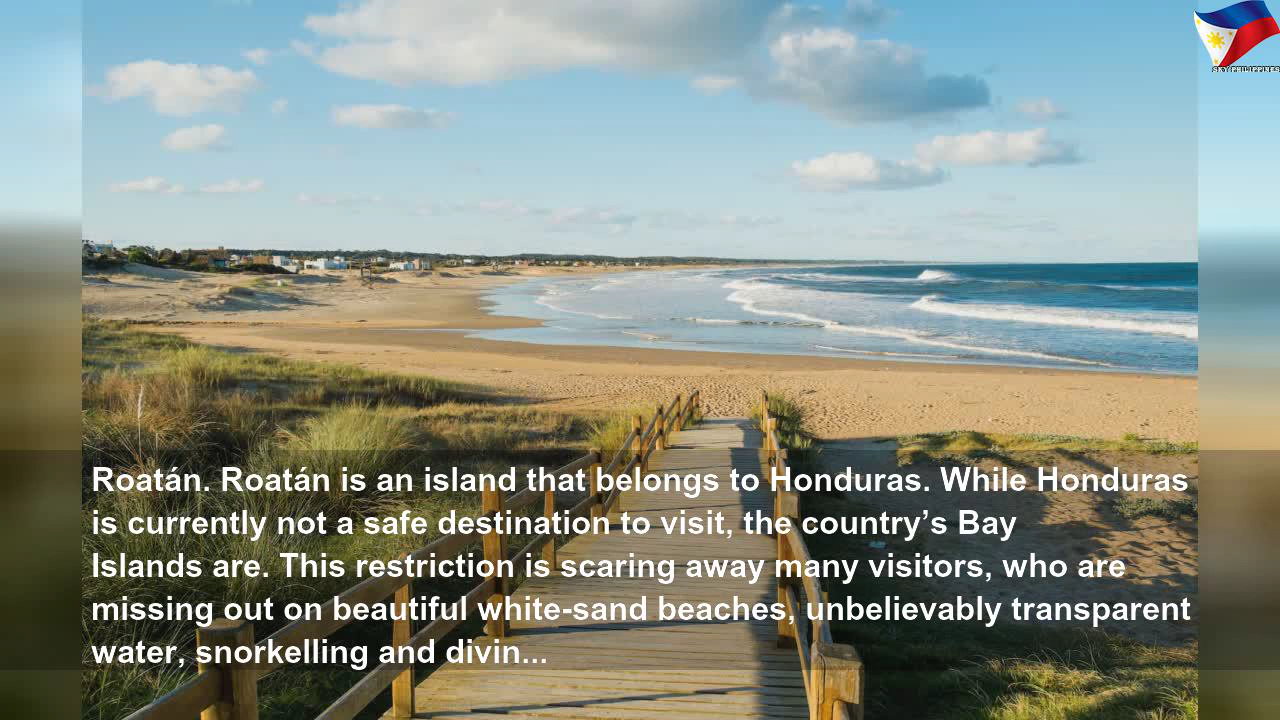 SKY PHILIPPINES
Roatán. Roatán is an island that belongs to Honduras. While Honduras
is currently not a safe destination to visit, the country’s Bay
Islands are. This restriction is scaring away many visitors, who are
missing out on beautiful white-sand beaches, unbelievably transparent
water, snorkelling and divin...